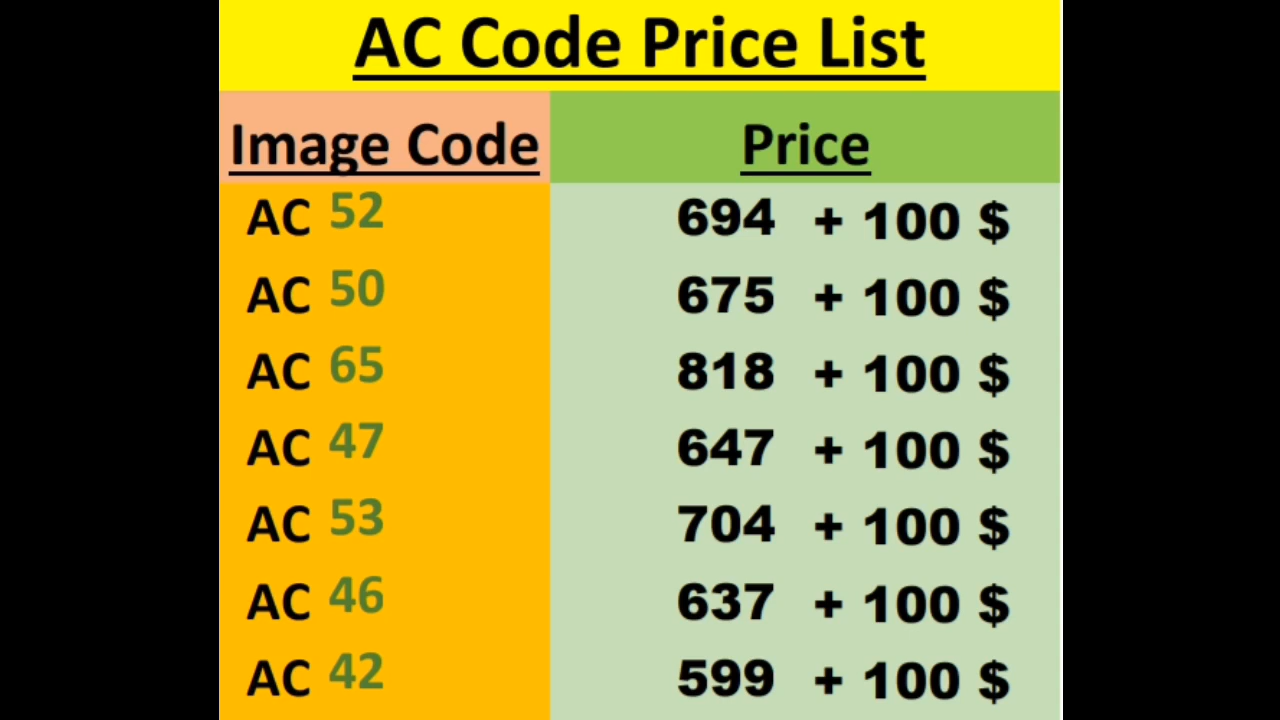 AC Code Price List
Image Code Price
AC 52 694 + 100 $
AC 50 675 + 100 $
AC 65 818 + 100 $
AC 47 647 + 100 $
AC 53 704 + 100 $
AC 46 637 + 100 $
AC 42 599 + 100 $